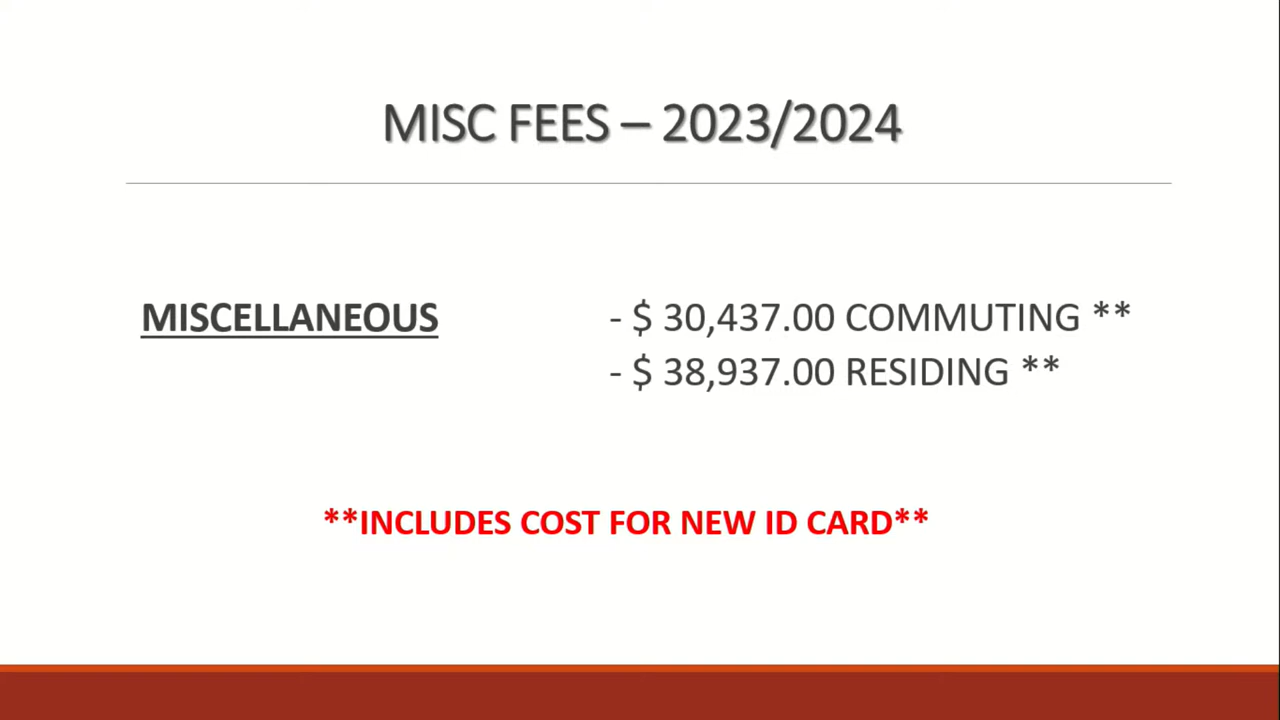 MISC FEES – 2023/2024
MISCELLANEOUS - $ 30,437.00 COMMUTING **
- $ 38,937.00 RESIDING **
**INCLUDES COST FOR NEW ID CARD**